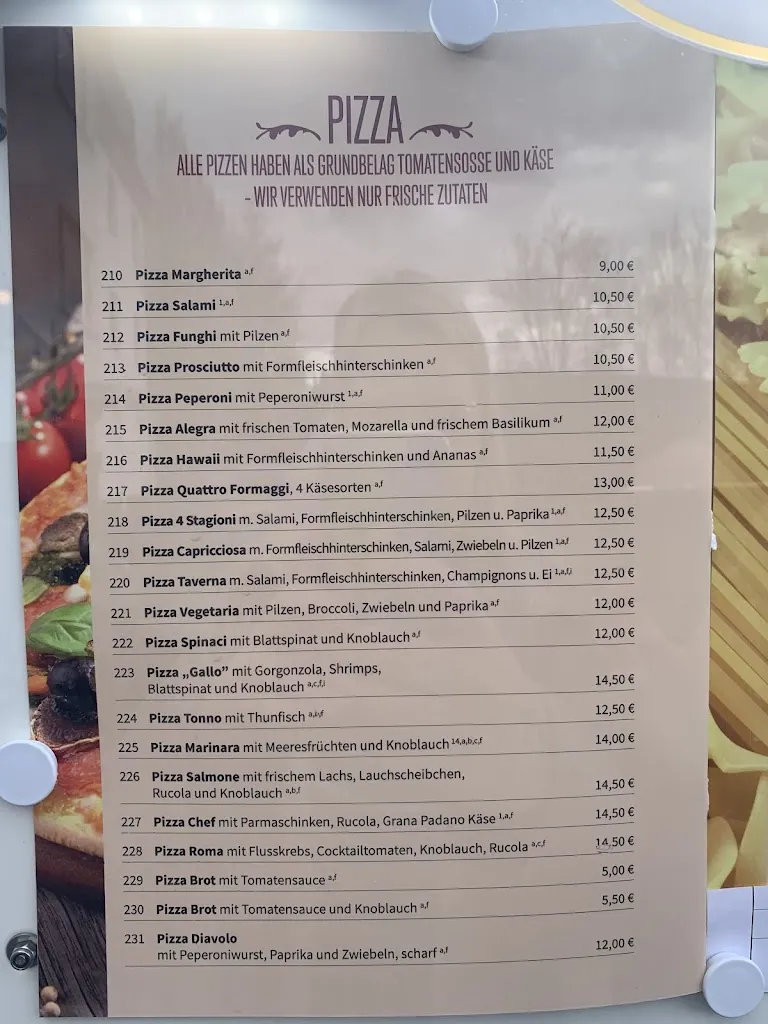 PIZZA
ALLE PIZZEN HABEN ALS GRUNDBELAG TOMATENSOSSE UND KÄSE
- WIR VERWENDEN NUR FRISCHE ZUTATEN
210 Pizza Margherita a,f 9,00 €
211 Pizza Salami 1,a,f 10,50 €
212 Pizza Funghi mit Pilzen a,f 10,50 €
213 Pizza Prosciutto mit Formfleischhinterschinken a,f 10,50 €
214 Pizza Peperoni mit Peperoniwurst 1,a,f 11,00 €
215 Pizza Alegra mit frischen Tomaten, Mozarella und frischem Basilikum a,f 12,00 €
216 Pizza Hawaii mit Formfleischhinterschinken und Ananas a,f 11,50 €
217 Pizza Quattro Formaggi, 4 Käsesorten a,f 13,00 €
218 Pizza 4 Stagioni m. Salami, Formfleischhinterschinken, Pilzen u. Paprika 1,a,f 12,50 €
219 Pizza Capricciosa m. Formfleischhinterschinken, Salami, Zwiebeln u. Pilzen 1,a,f 12,50 €
220 Pizza Taverna m. Salami, Formfleischhinterschinken, Champignons u. Ei 1,a,f,i 12,50 €
221 Pizza Vegetaria mit Pilzen, Broccoli, Zwiebeln und Paprika a,f 12,00 €
222 Pizza Spinaci mit Blattspinat und Knoblauch a,f 12,00 €
223 Pizza „Gallo” mit Gorgonzola, Shrimps,
Blattspinat und Knoblauch a,c,f,i 14,50 €
224 Pizza Tonno mit Thunfisch 12,50 €
225 Pizza Marinara mit Meeresfrüchten und Knoblauch 14,a,b,c,f 14,00 €
226 Pizza Salmone mit frischem Lachs, Lauchscheibchen,
Rucola und Knoblauch a,b,f 14,50 €
227 Pizza Chef mit Parmaschinken, Rucola, Grana Padano Käse 1,a,f 14,50 €
228 Pizza Roma mit Flusskrebs, Cocktailtomaten, Knoblauch, Rucola a,c,f 14,50 €
229 Pizza Brot mit Tomatensauce a,f 5,00 €
230 Pizza Brot mit Tomatensauce und Knoblauch a,f 5,50 €
231 Pizza Diavolo
mit Peperoniwurst, Paprika und Zwiebeln, scharf a,f 12,00 €